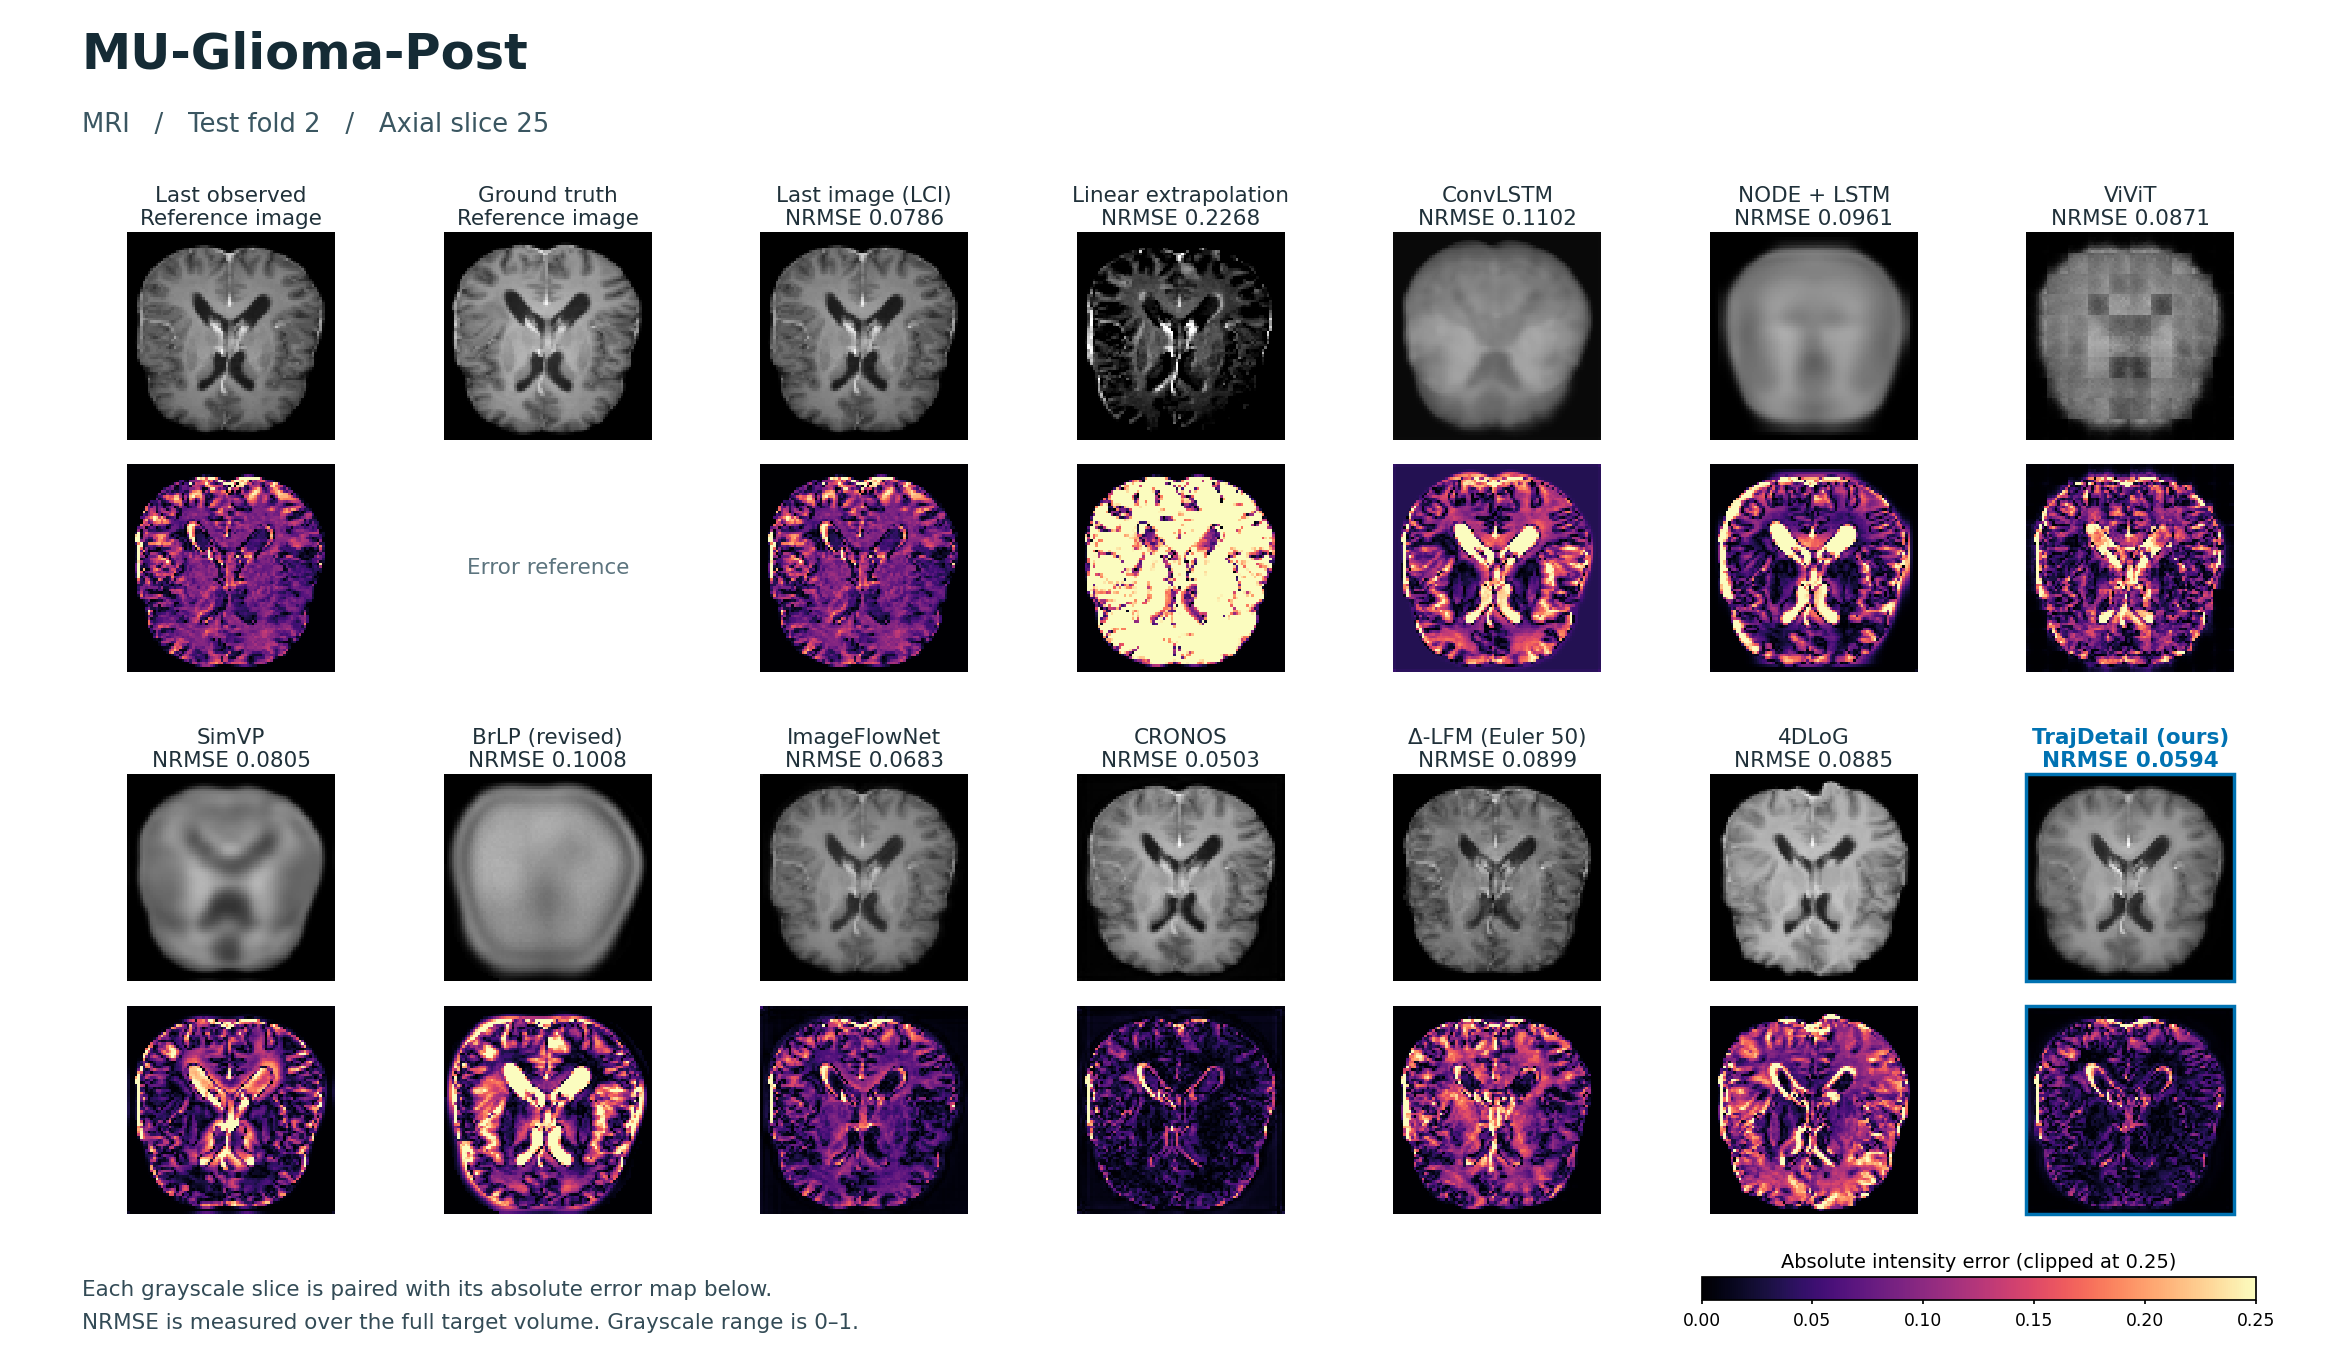 MU-Glioma-Post
MRI / Test fold 2 / Axial slice 25
Last observed
Reference image
Ground truth
Reference image
Last image (LCI)
NRMSE 0.0786
Linear extrapolation
NRMSE 0.2268
ConvLSTM
NRMSE 0.1102
NODE + LSTM
NRMSE 0.0961
ViViT
NRMSE 0.0871
Error reference
SimVP
NRMSE 0.0805
BrLP (revised)
NRMSE 0.1008
ImageFlowNet
NRMSE 0.0683
CRONOS
NRMSE 0.0503
Δ-LFM (Euler 50)
NRMSE 0.0899
4DLoG
NRMSE 0.0885
TrajDetail (ours)
NRMSE 0.0594
Each grayscale slice is paired with its absolute error map below.
NRMSE is measured over the full target volume. Grayscale range is 0–1.
Absolute intensity error (clipped at 0.25)
0.00 0.05 0.10 0.15 0.20 0.25